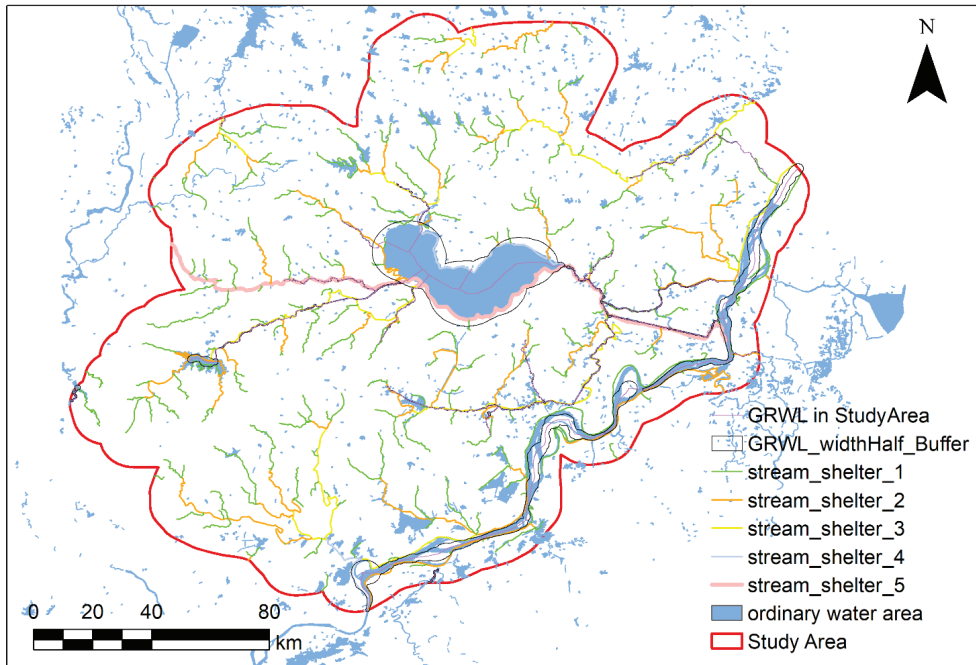 N
GRWL in StudyArea
GRWL_widthHalf_Buffer
stream_shelter_1
stream_shelter_2
stream_shelter_3
stream_shelter_4
stream_shelter_5
ordinary water area
Study Area
0 20 40 80
km